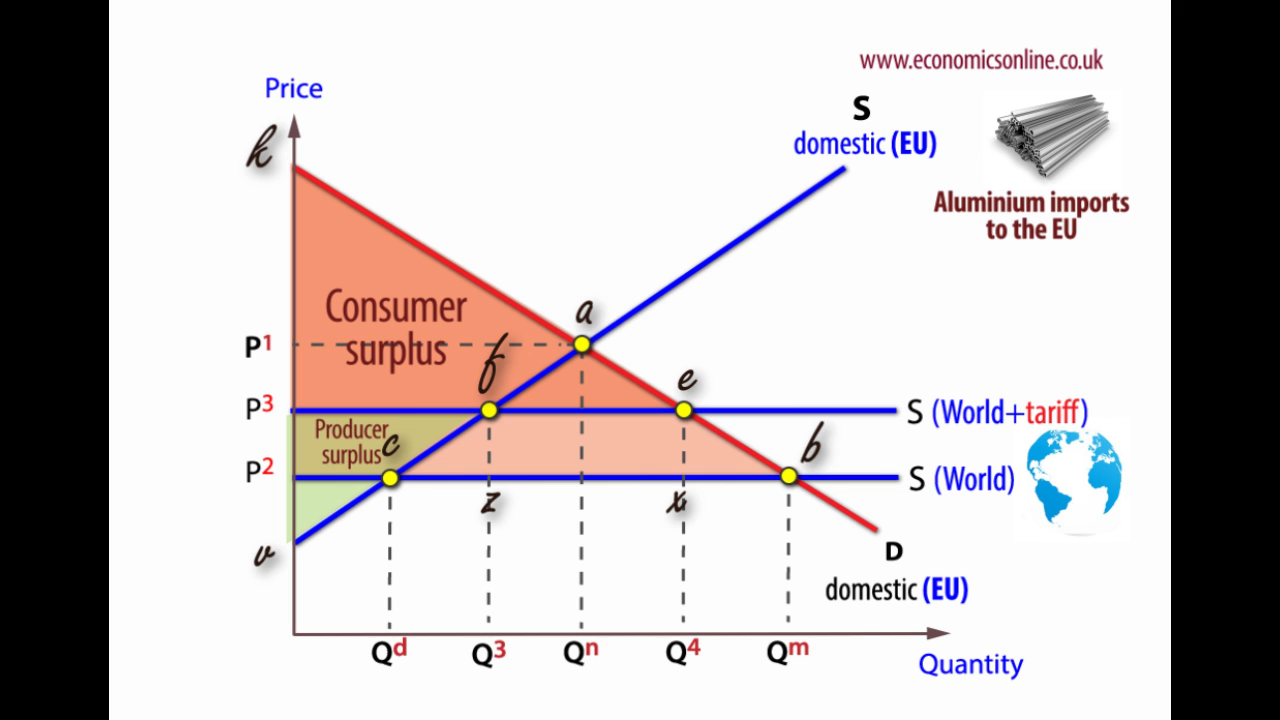 www.economicsonline.co.uk
Price
S
domestic (EU)
k
Aluminium imports
to the EU
Consumer
surplus
a
P1
f
e
P3
S (World+tariff)
Producer
surplus
c
b
P2
S (World)
z
x
v
D
domestic (EU)
Qd
Q3
Qn
Q4
Qm
Quantity